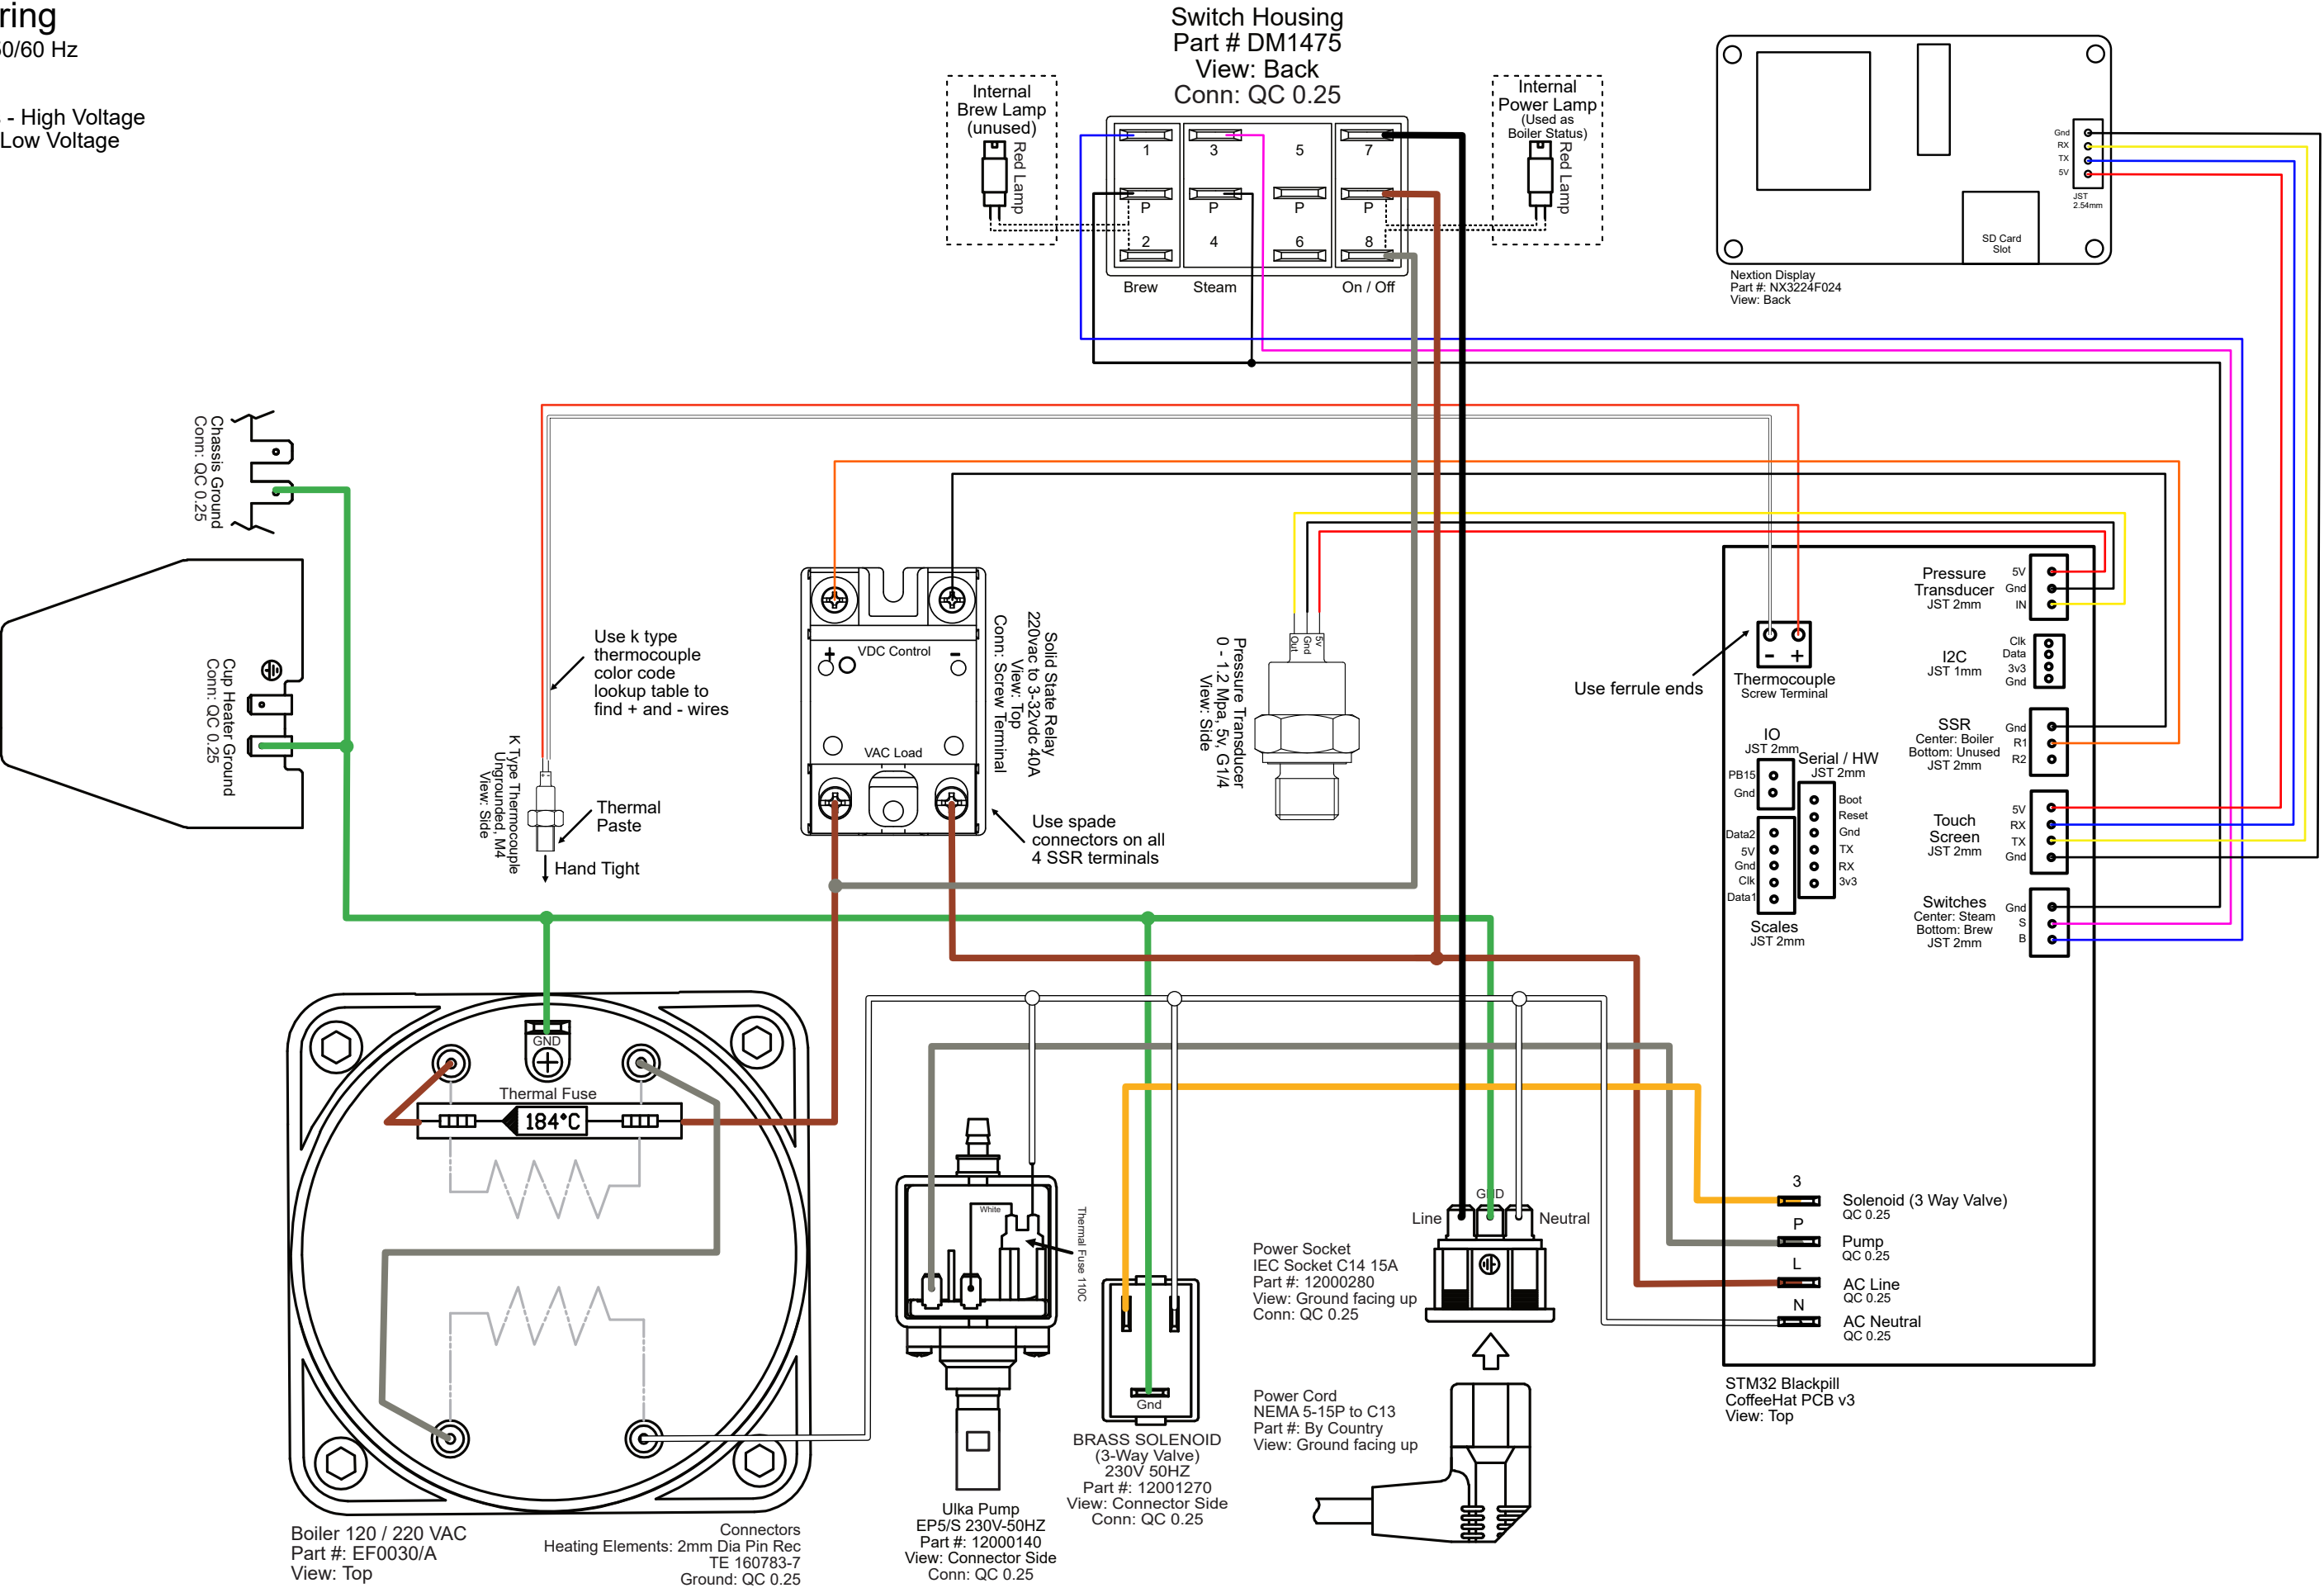 ring
50/60 Hz
- High Voltage
Low Voltage
Switch Housing
Part # DM1475
View: Back
Conn: QC 0.25
Internal
Brew Lamp
(unused)
Red Lamp
Internal
Power Lamp
(Used as
Boiler Status)
Red Lamp
1
3
5
7
P
P
P
P
2
4
6
8
Brew
Steam
On / Off
Gnd
RX
TX
5V
JST
2.54mm
SD Card
Slot
Nextion Display
Part #: NX3224F024
View: Back
Chassis Ground
Conn: QC 0.25
Cup Heater Ground
Conn: QC 0.25
Use k type
thermocouple
color code
lookup table to
find + and - wires
K Type Thermocouple
Ungrounded, M4
View: Side
Thermal
Paste
Hand Tight
+
VDC Control
-
VAC Load
Solid State Relay
220vac to 3-32vdc 40A
View: Top
Conn: Screw Terminal
Use spade
connectors on all
4 SSR terminals
Out
Gnd
5v
Pressure Transducer
0 - 1.2 Mpa, 5v, G1/4
View: Side
Use ferrule ends
- +
Thermocouple
Screw Terminal
Pressure
Transducer
JST 2mm
5V
Gnd
IN
I2C
JST 1mm
Clk
Data
3v3
Gnd
SSR
Center: Boiler
Bottom: Unused
JST 2mm
Gnd
R1
R2
IO
JST 2mm
PB15
Gnd
Serial / HW
JST 2mm
Boot
Reset
Gnd
TX
RX
3v3
Data2
5V
Gnd
Clk
Data1
Scales
JST 2mm
Touch
Screen
JST 2mm
5V
RX
TX
Gnd
Switches
Center: Steam
Bottom: Brew
JST 2mm
Gnd
S
B
3
Solenoid (3 Way Valve)
QC 0.25
P
Pump
QC 0.25
L
AC Line
QC 0.25
N
AC Neutral
QC 0.25
STM32 Blackpill
CoffeeHat PCB v3
View: Top
GND
Thermal Fuse
184°C
Boiler 120 / 220 VAC
Part #: EF0030/A
View: Top
Connectors
Heating Elements: 2mm Dia Pin Rec
TE 160783-7
Ground: QC 0.25
White
Thermal Fuse 110C
Ulka Pump
EP5/S 230V-50HZ
Part #: 12000140
View: Connector Side
Conn: QC 0.25
Gnd
BRASS SOLENOID
(3-Way Valve)
230V 50HZ
Part #: 12001270
View: Connector Side
Conn: QC 0.25
Line
GND
Neutral
Power Socket
IEC Socket C14 15A
Part #: 12000280
View: Ground facing up
Conn: QC 0.25
Power Cord
NEMA 5-15P to C13
Part #: By Country
View: Ground facing up